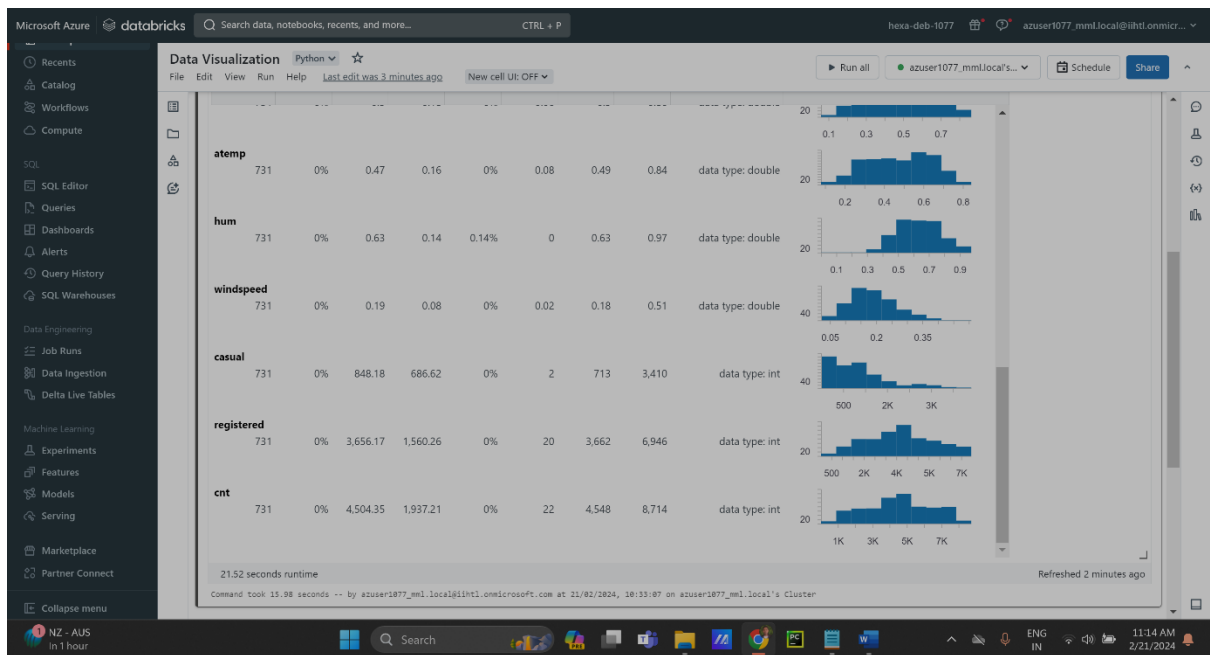 Microsoft Azure databricks Search data, notebooks, recents, and more... CTRL + P hexa-deb-1077 azuser1077_mml.local@iihtl.onmicr...
Recents
Catalog
Workflows
Compute
SQL
SQL Editor
Queries
Dashboards
Alerts
Query History
SQL Warehouses
Data Engineering
Job Runs
Data Ingestion
Delta Live Tables
Machine Learning
Experiments
Features
Models
Serving
Marketplace
Partner Connect
Collapse menu
Data Visualization Python
File Edit View Run Help Last edit was 3 minutes ago New cell UI: OFF
Run all azuser1077_mml.local's... Schedule Share
20
0.1 0.3 0.5 0.7
atemp
731 0% 0.47 0.16 0% 0.08 0.49 0.84 data type: double 20
0.2 0.4 0.6 0.8
hum
731 0% 0.63 0.14 0.14% 0 0.63 0.97 data type: double 20
0.1 0.3 0.5 0.7 0.9
windspeed
731 0% 0.19 0.08 0% 0.02 0.18 0.51 data type: double 40
0.05 0.2 0.35
casual
731 0% 848.18 686.62 0% 2 713 3,410 data type: int 40
500 2K 3K
registered
731 0% 3,656.17 1,560.26 0% 20 3,662 6,946 data type: int 20
500 2K 4K 5K 7K
cnt
731 0% 4,504.35 1,937.21 0% 22 4,548 8,714 data type: int 20
1K 3K 5K 7K
21.52 seconds runtime Refreshed 2 minutes ago
Command took 15.98 seconds -- by azuser1077_mml.local@iihtl.onmicrosoft.com at 21/02/2024, 10:33:07 on azuser1077_mml.local's Cluster
1 NZ - AUS
In 1 hour
Search
ENG
IN
11:14 AM
2/21/2024